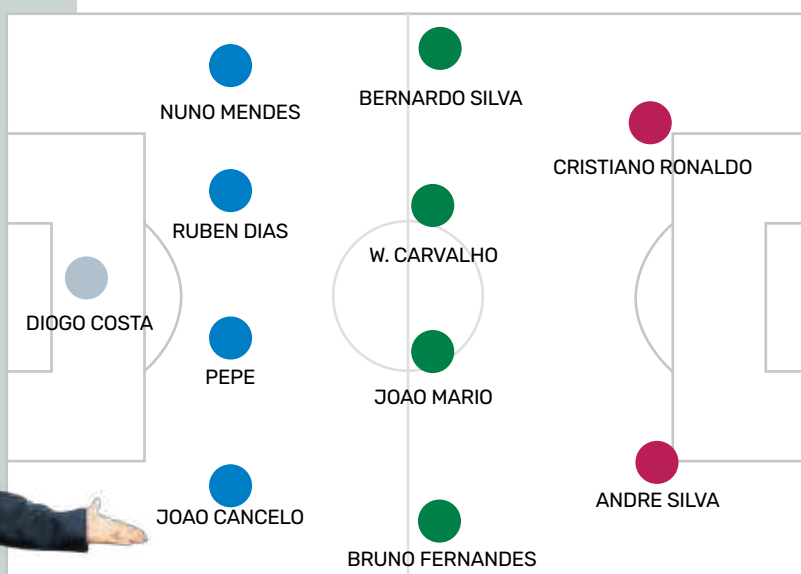 NUNO MENDES
BERNARDO SILVA
CRISTIANO RONALDO
RUBEN DIAS
W. CARVALHO
DIOGO COSTA
PEPE
JOAO MARIO
ANDRE SILVA
JOAO CANCELO
BRUNO FERNANDES